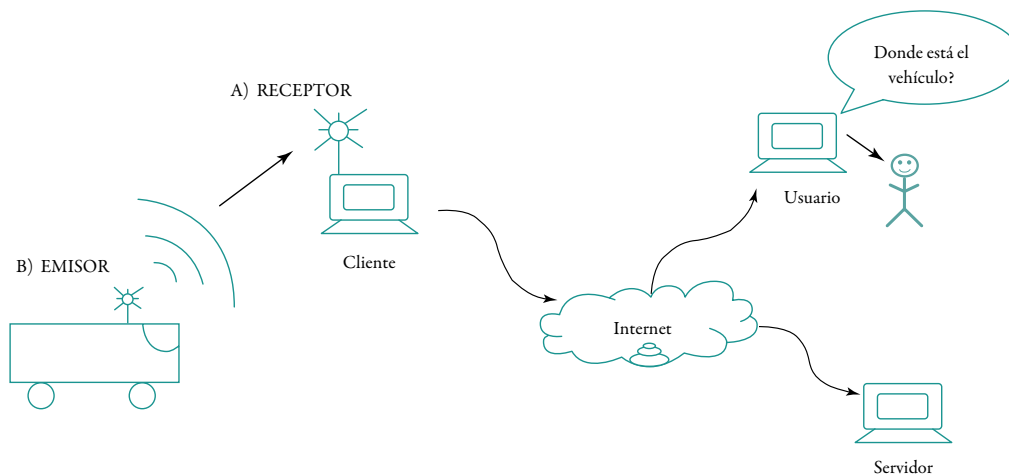 Donde está el
vehículo?
A) RECEPTOR
Usuario
Cliente
B) EMISOR
Internet
Servidor